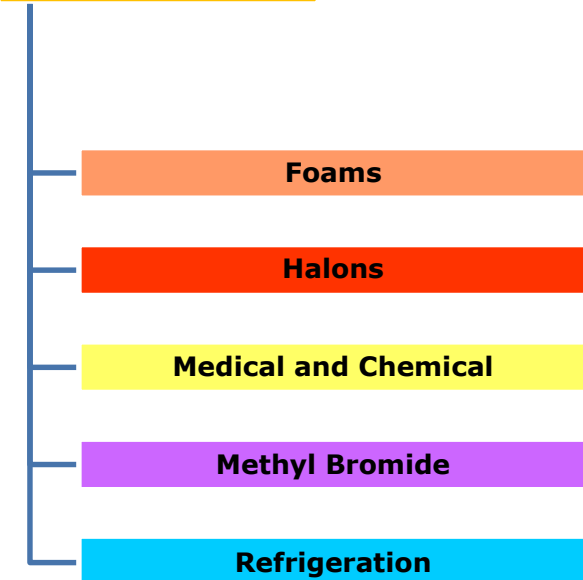 Foams
Halons
Medical and Chemical
Methyl Bromide
Refrigeration